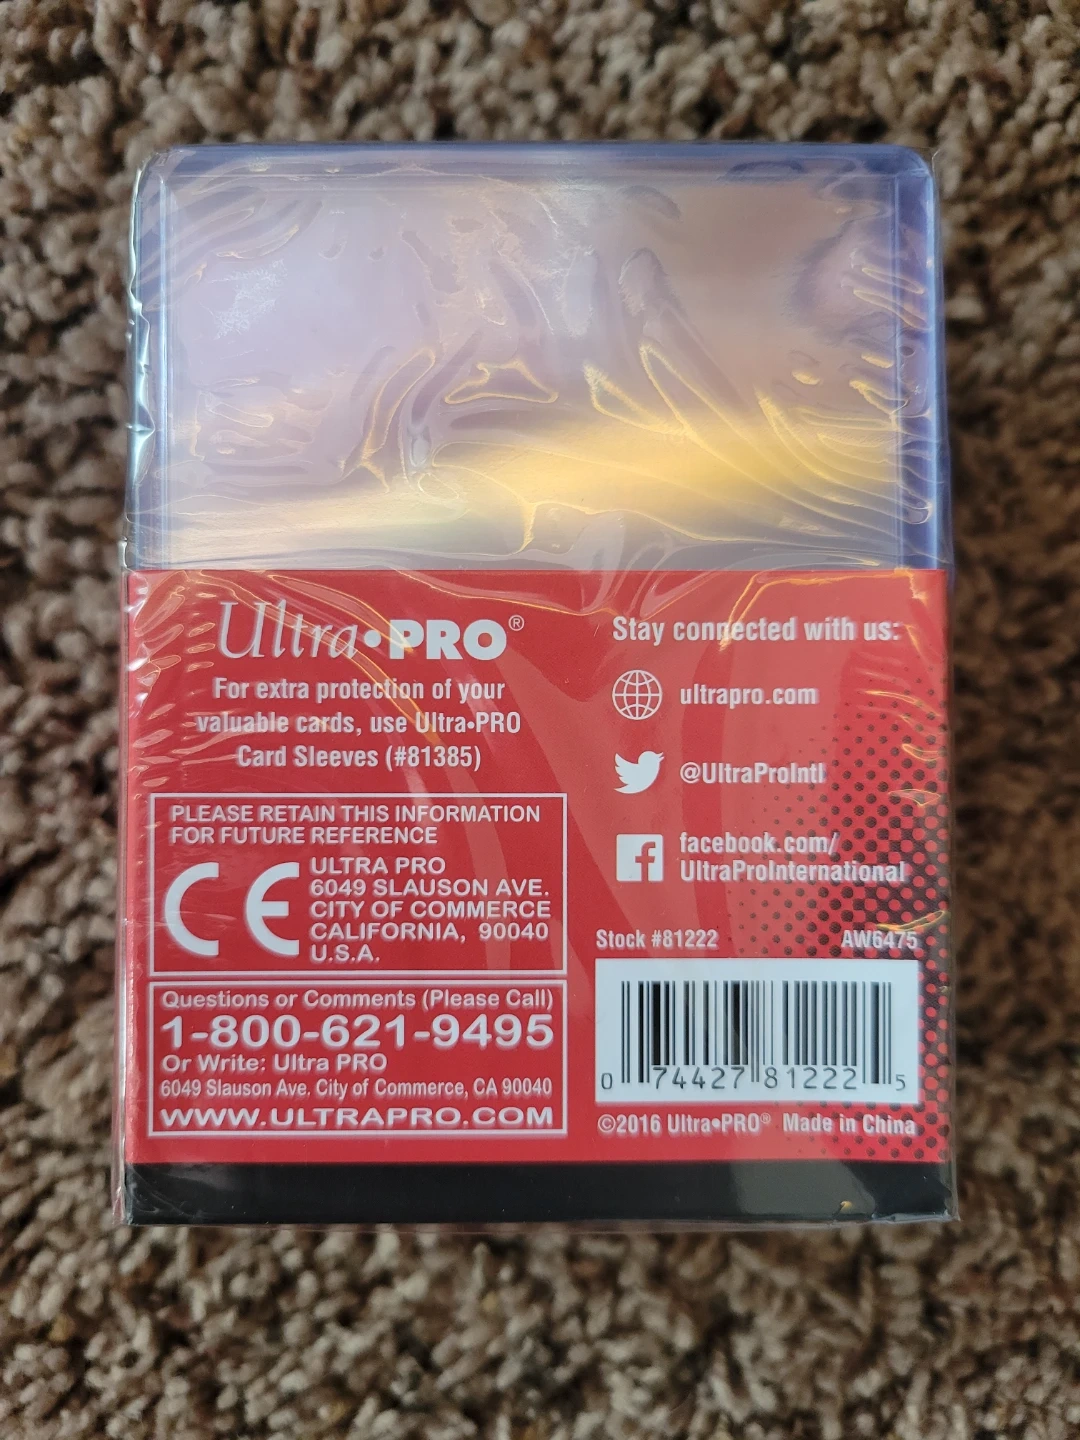 Ultra•PRO®
For extra protection of your
valuable cards, use Ultra•PRO
Card Sleeves (#81385)
PLEASE RETAIN THIS INFORMATION
FOR FUTURE REFERENCE
CE
ULTRA PRO
6049 SLAUSON AVE.
CITY OF COMMERCE
CALIFORNIA, 90040
U.S.A.
Questions or Comments (Please Call)
1-800-621-9495
Or Write: Ultra PRO
6049 Slauson Ave. City of Commerce, CA 90040
WWW.ULTRAPRO.COM
Stay connected with us:
ultrapro.com
@UltraProIntl
facebook.com/
UltraProInternational
Stock #81222 AW6475
0 74427 81222 5
©2016 Ultra•PRO® Made in China